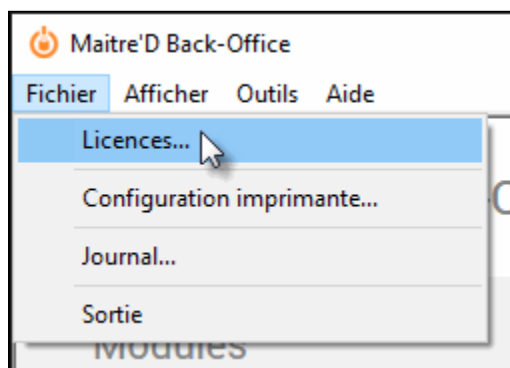 Maitre'D Back-Office
Fichier Afficher Outils Aide
Licences...
Configuration imprimante...
Journal...
Sortie
Modules